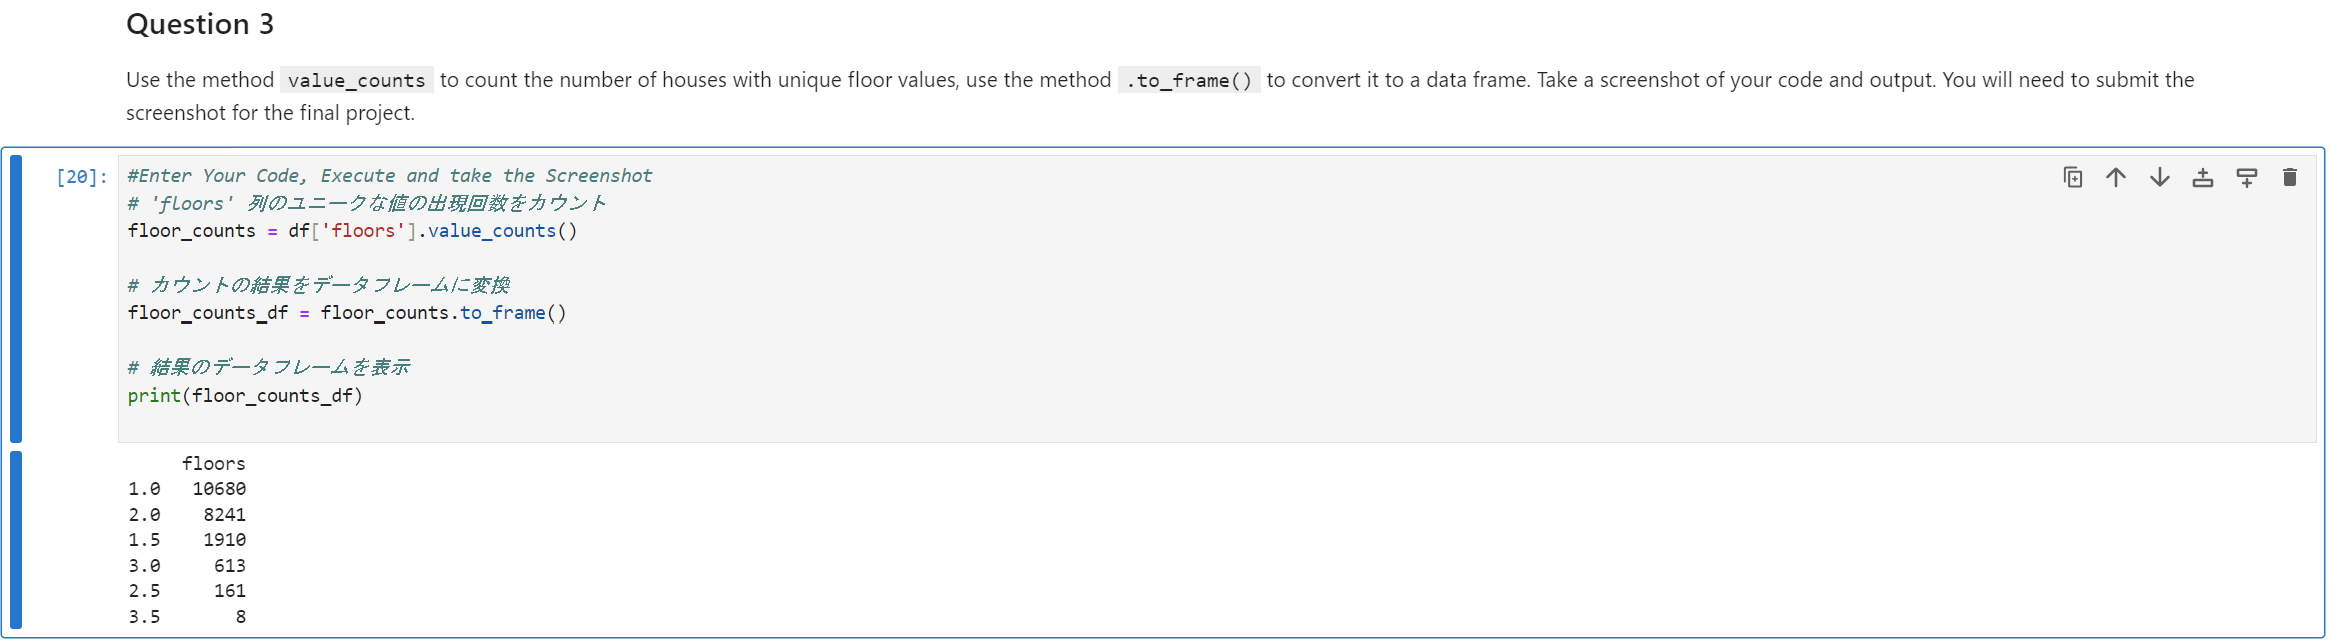 Question 3
Use the method value_counts to count the number of houses with unique floor values, use the method .to_frame() to convert it to a data frame. Take a screenshot of your code and output. You will need to submit the
screenshot for the final project.
[20]: #Enter Your Code, Execute and take the Screenshot
# 'floors' 列のユニークな値の出現回数をカウント
floor_counts = df['floors'].value_counts()
# カウントの結果をデータフレームに変換
floor_counts_df = floor_counts.to_frame()
# 結果のデータフレームを表示
print(floor_counts_df)
floors
1.0 10680
2.0 8241
1.5 1910
3.0 613
2.5 161
3.5 8